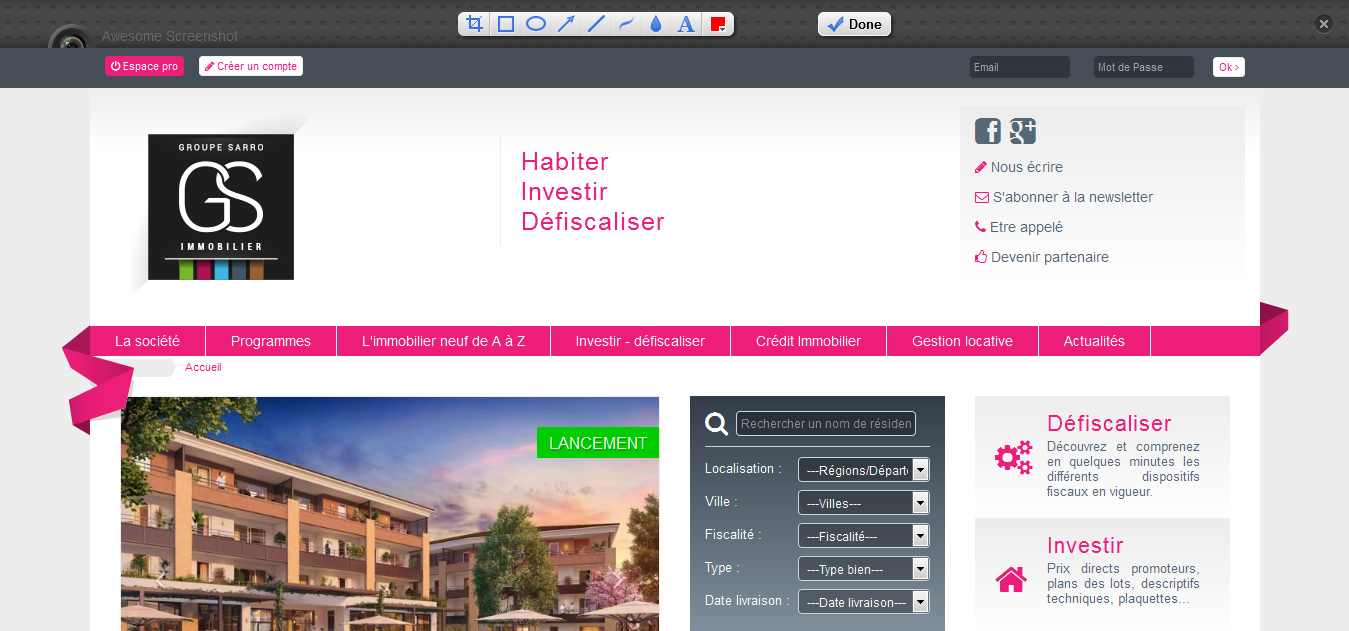 Awesome Screenshot
A
Done
Espace pro
Créer un compte
Email
Mot de Passe
Ok
GROUPE SARRO
GS
IMMOBILIER
Habiter
Investir
Défiscaliser
f g+
Nous écrire
S'abonner à la newsletter
Etre appelé
Devenir partenaire
La société
Programmes
L'immobilier neuf de A à Z
Investir - défiscaliser
Crédit Immobilier
Gestion locative
Actualités
Accueil
LANCEMENT
Rechercher un nom de résiden
Localisation : ---Régions/Départ
Ville : ---Villes---
Fiscalité : ---Fiscalité---
Type : ---Type bien---
Date livraison : ---Date livraison---
Défiscaliser
Découvrez et comprenez
en quelques minutes les
différents dispositifs
fiscaux en vigueur.
Investir
Prix directs promoteurs,
plans des lots, descriptifs
techniques, plaquettes...